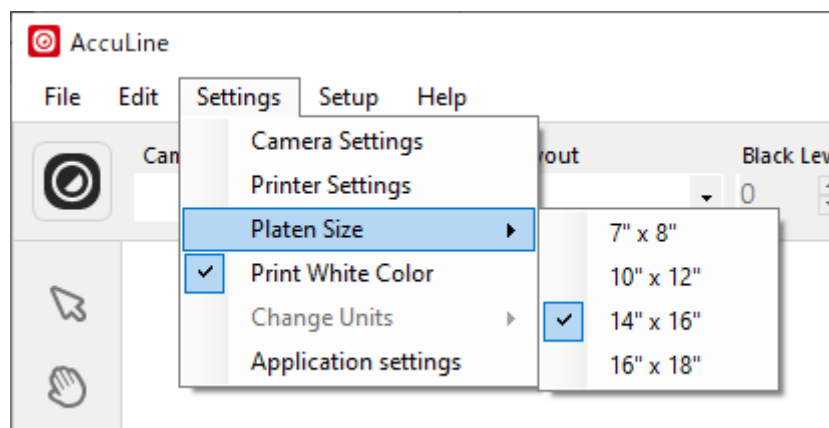 AccuLine
File Edit Settings Setup Help
Camera Settings
Black
0
Printer Settings
Platen Size
7" x 8"
Print White Color
10" x 12"
Change Units
14" x 16"
Application settings
16" x 18"